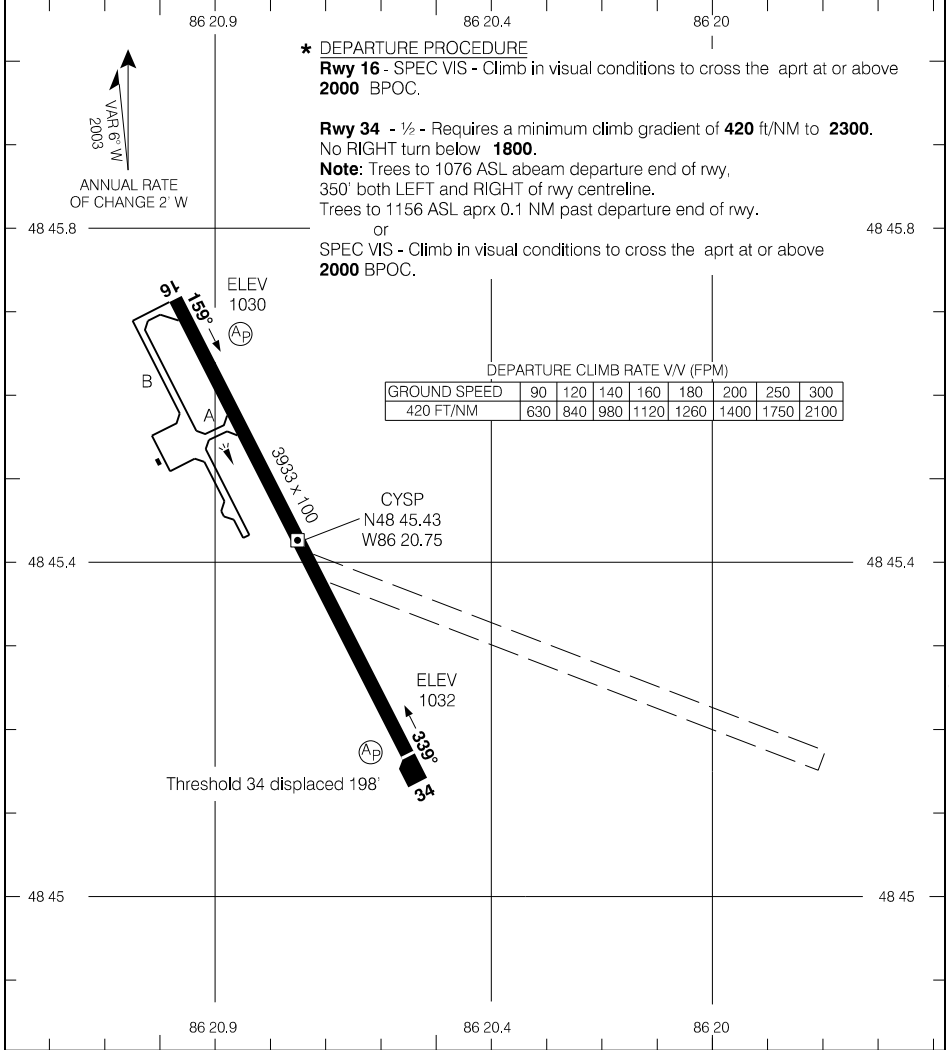 86 20.9 86 20.4 86 20
* DEPARTURE PROCEDURE
Rwy 16 - SPEC VIS - Climb in visual conditions to cross the aprt at or above
2000 BPOC.
Rwy 34 - ½ - Requires a minimum climb gradient of 420 ft/NM to 2300.
No RIGHT turn below 1800.
Note: Trees to 1076 ASL abeam departure end of rwy,
350' both LEFT and RIGHT of rwy centreline.
Trees to 1156 ASL aprx 0.1 NM past departure end of rwy.
or
SPEC VIS - Climb in visual conditions to cross the aprt at or above
2000 BPOC.
VAR 6° W
2003
ANNUAL RATE
OF CHANGE 2' W
48 45.8 48 45.8
16
159°
ELEV
1030
AP
B
A
3933 x 100
DEPARTURE CLIMB RATE V/V (FPM)
GROUND SPEED 90 120 140 160 180 200 250 300
420 FT/NM 630 840 980 1120 1260 1400 1750 2100
CYSP
N48 45.43
W86 20.75
48 45.4 48 45.4
ELEV
1032
339°
AP
Threshold 34 displaced 198'
34
48 45 48 45
86 20.9 86 20.4 86 20